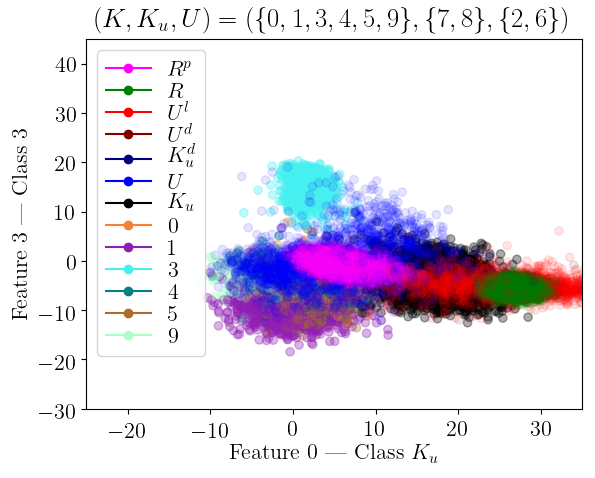 (K, K_u, U) = ({0, 1, 3, 4, 5, 9}, {7, 8}, {2, 6})
Feature 3 — Class 3
40
30
20
10
0
−10
−20
−30
R^p
R
U^l
U^d
K_u^d
U
K_u
0
1
3
4
5
9
−20
−10
0
10
20
30
Feature 0 — Class K_u